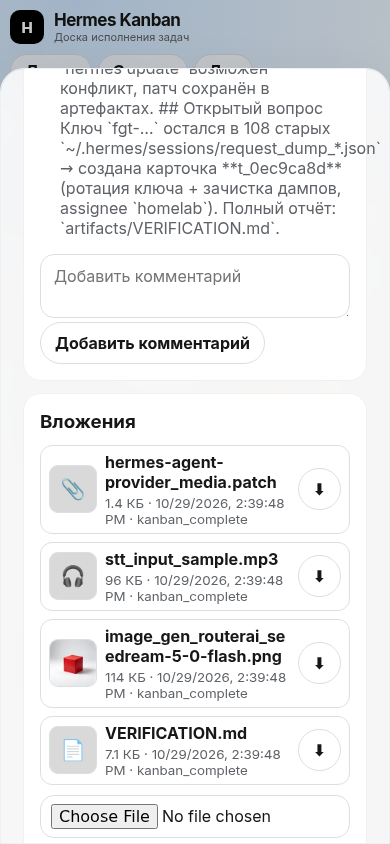 H
Hermes Kanban
Доска исполнения задач
`hermes update` возможен
конфликт, патч сохранён в
артефактах. ## Открытый вопрос
Ключ `fgt-...` остался в 108 старых
`~/.hermes/sessions/request_dump_*.json`
→ создана карточка **t_0ec9ca8d**
(ротация ключа + зачистка дампов,
assignee `homelab`). Полный отчёт:
`artifacts/VERIFICATION.md`.
Добавить комментарий
Добавить комментарий
Вложения
hermes-agent-
provider_media.patch
1.4 КБ · 10/29/2026, 2:39:48
PM · kanban_complete
stt_input_sample.mp3
96 КБ · 10/29/2026, 2:39:48
PM · kanban_complete
image_gen_routerai_se
edream-5-0-flash.png
114 КБ · 10/29/2026, 2:39:48
PM · kanban_complete
VERIFICATION.md
7.1 КБ · 10/29/2026, 2:39:48
PM · kanban_complete
Choose File No file chosen